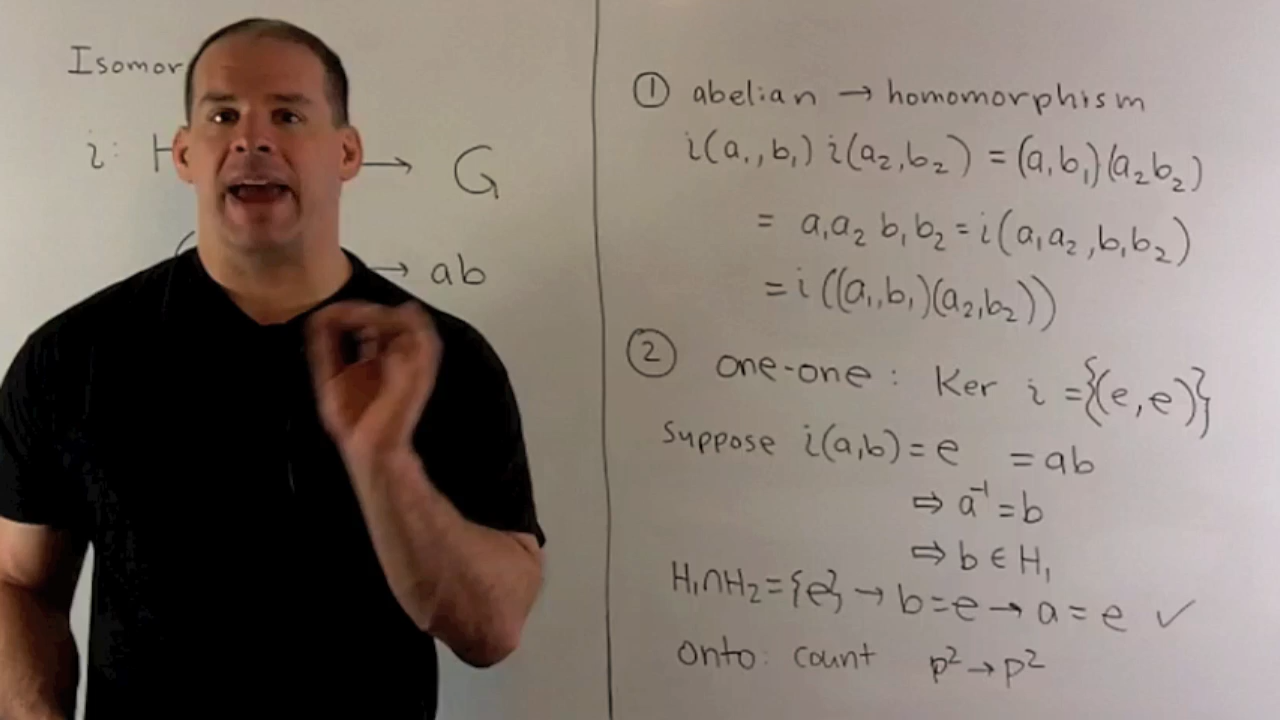 Isomor
i: H → G
( → ab
① abelian → homomorphism
i(a₁,b₁) i(a₂,b₂) = (a₁b₁)(a₂b₂)
= a₁a₂ b₁b₂ = i(a₁a₂,b₁b₂)
= i((a₁,b₁)(a₂,b₂))
② one-one: Ker i = {(e,e)}
Suppose i(a,b) = e = ab
⇒ a⁻¹ = b
⇒ b ∈ H₁
H₁∩H₂ = {e} → b = e → a = e ✓
onto: count p² → p²